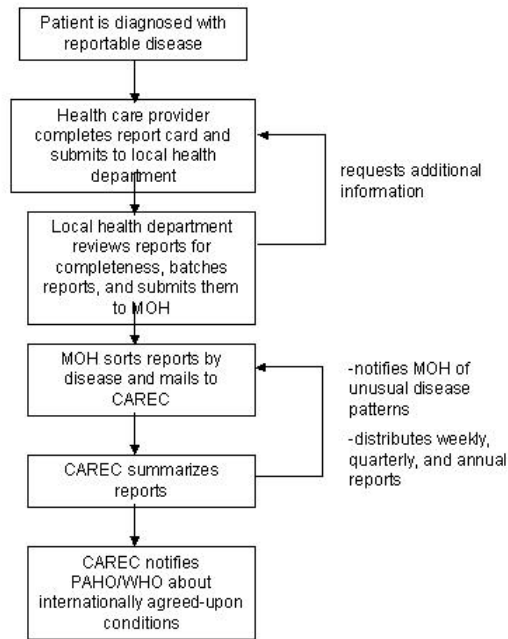 Patient is diagnosed with
reportable disease
Health care provider
completes report card and
submits to local health
department
requests additional
information
Local health department
reviews reports for
completeness, batches
reports, and submits them
to MOH
MOH sorts reports by
disease and mails to
CAREC
-notifies MOH of
unusual disease
patterns
-distributes weekly,
quarterly, and annual
reports
CAREC summarizes
reports
CAREC notifies
PAHO/WHO about
internationally agreed-upon
conditions